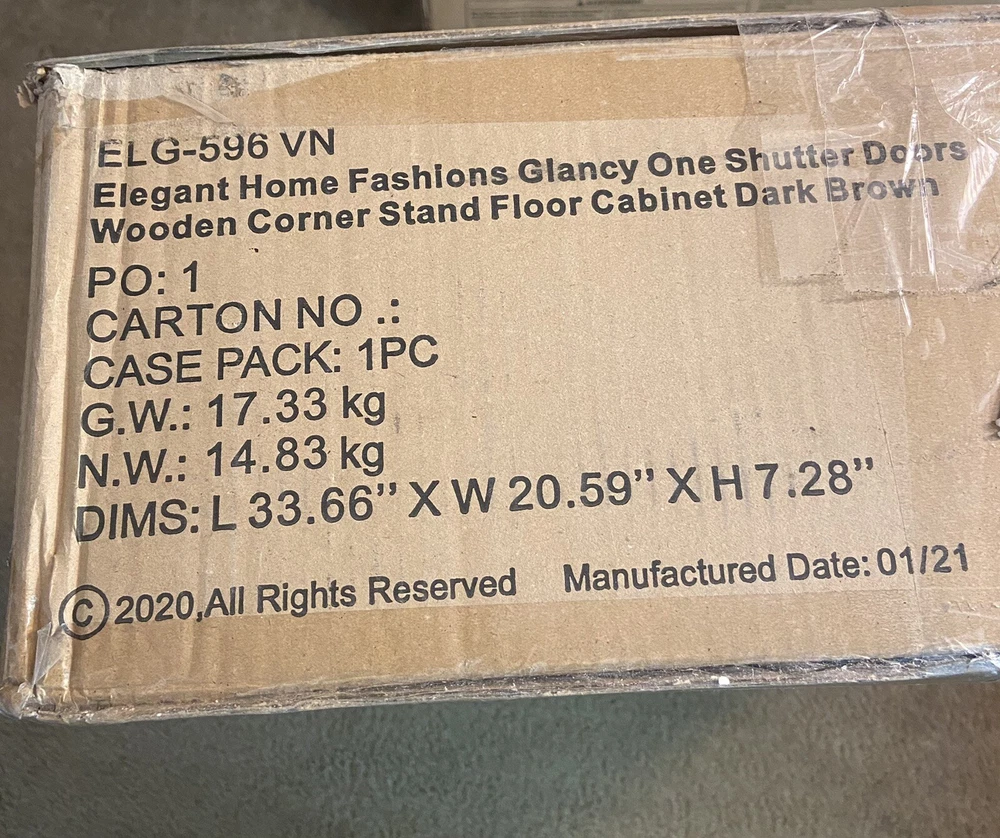 ELG-596 VN
Elegant Home Fashions Glancy One Shutter Doors
Wooden Corner Stand Floor Cabinet Dark Brown
PO: 1
CARTON NO .:
CASE PACK: 1PC
G.W.: 17.33 kg
N.W.: 14.83 kg
DIMS: L 33.66” X W 20.59” X H 7.28”
© 2020,All Rights Reserved Manufactured Date: 01/21